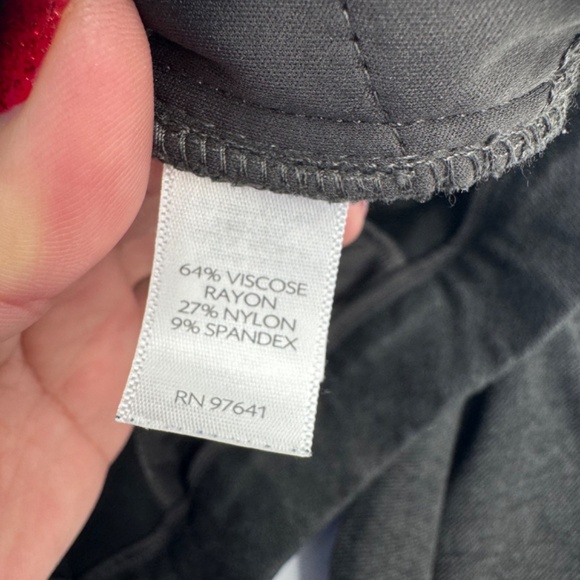 64% VISCOSE
RAYON
27% NYLON
9% SPANDEX
RN 97641